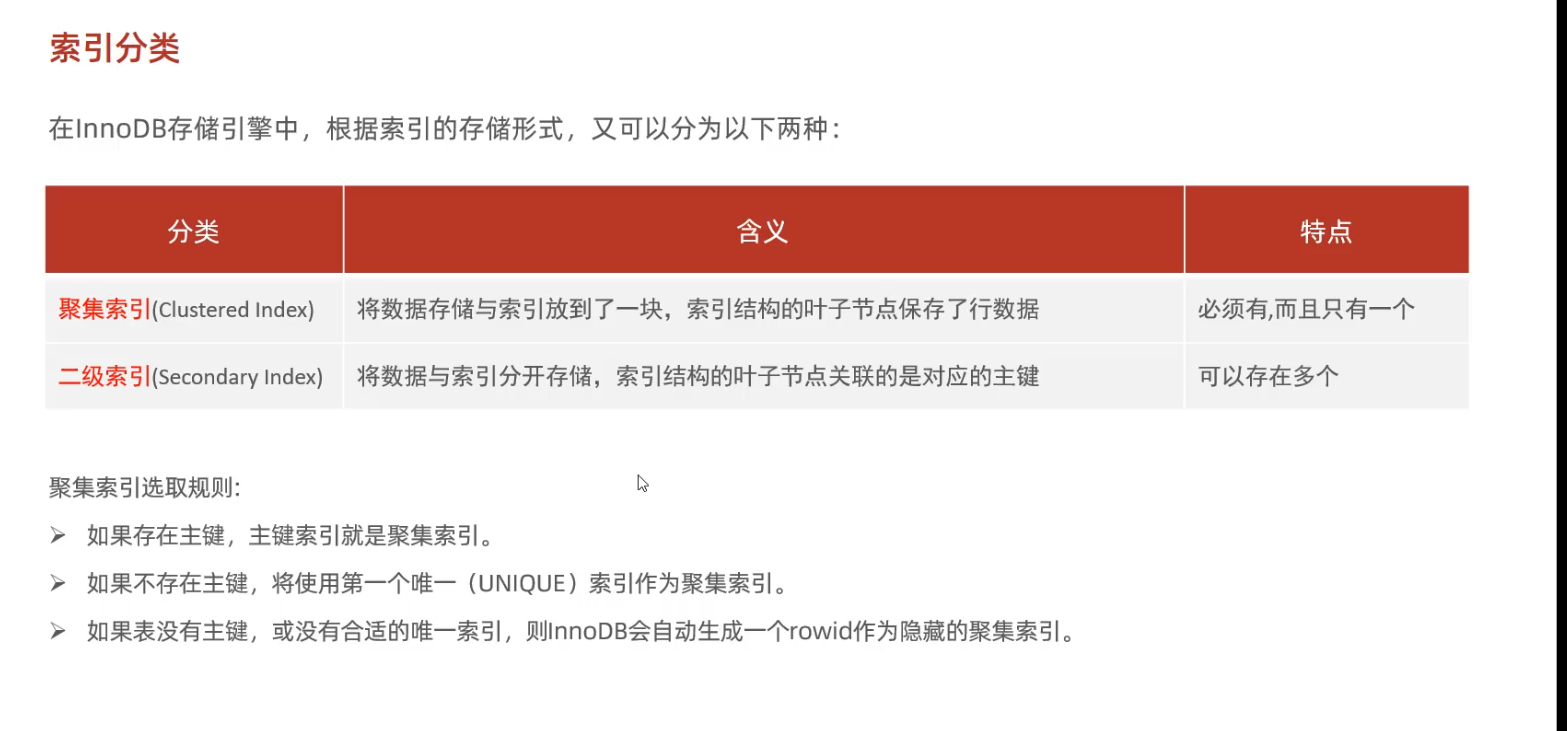 索引分类
在InnoDB存储引擎中，根据索引的存储形式，又可以分为以下两种：
分类 含义 特点
聚集索引(Clustered Index) 将数据存储与索引放到了一块，索引结构的叶子节点保存了行数据 必须有,而且只有一个
二级索引(Secondary Index) 将数据与索引分开存储，索引结构的叶子节点关联的是对应的主键 可以存在多个
聚集索引选取规则:
➢ 如果存在主键，主键索引就是聚集索引。
➢ 如果不存在主键，将使用第一个唯一（UNIQUE）索引作为聚集索引。
➢ 如果表没有主键，或没有合适的唯一索引，则InnoDB会自动生成一个rowid作为隐藏的聚集索引。